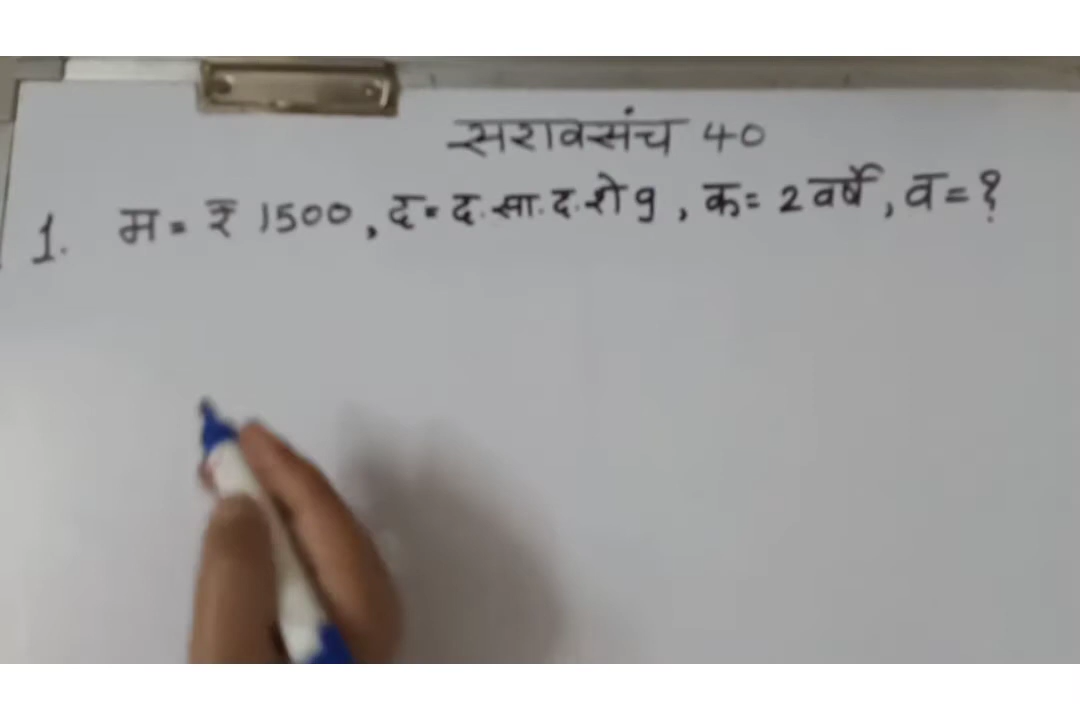 सरावसंच 40
1. म = ₹ 1500, द = द.सा.द.शे 9, क = 2 वर्षे, व = ?